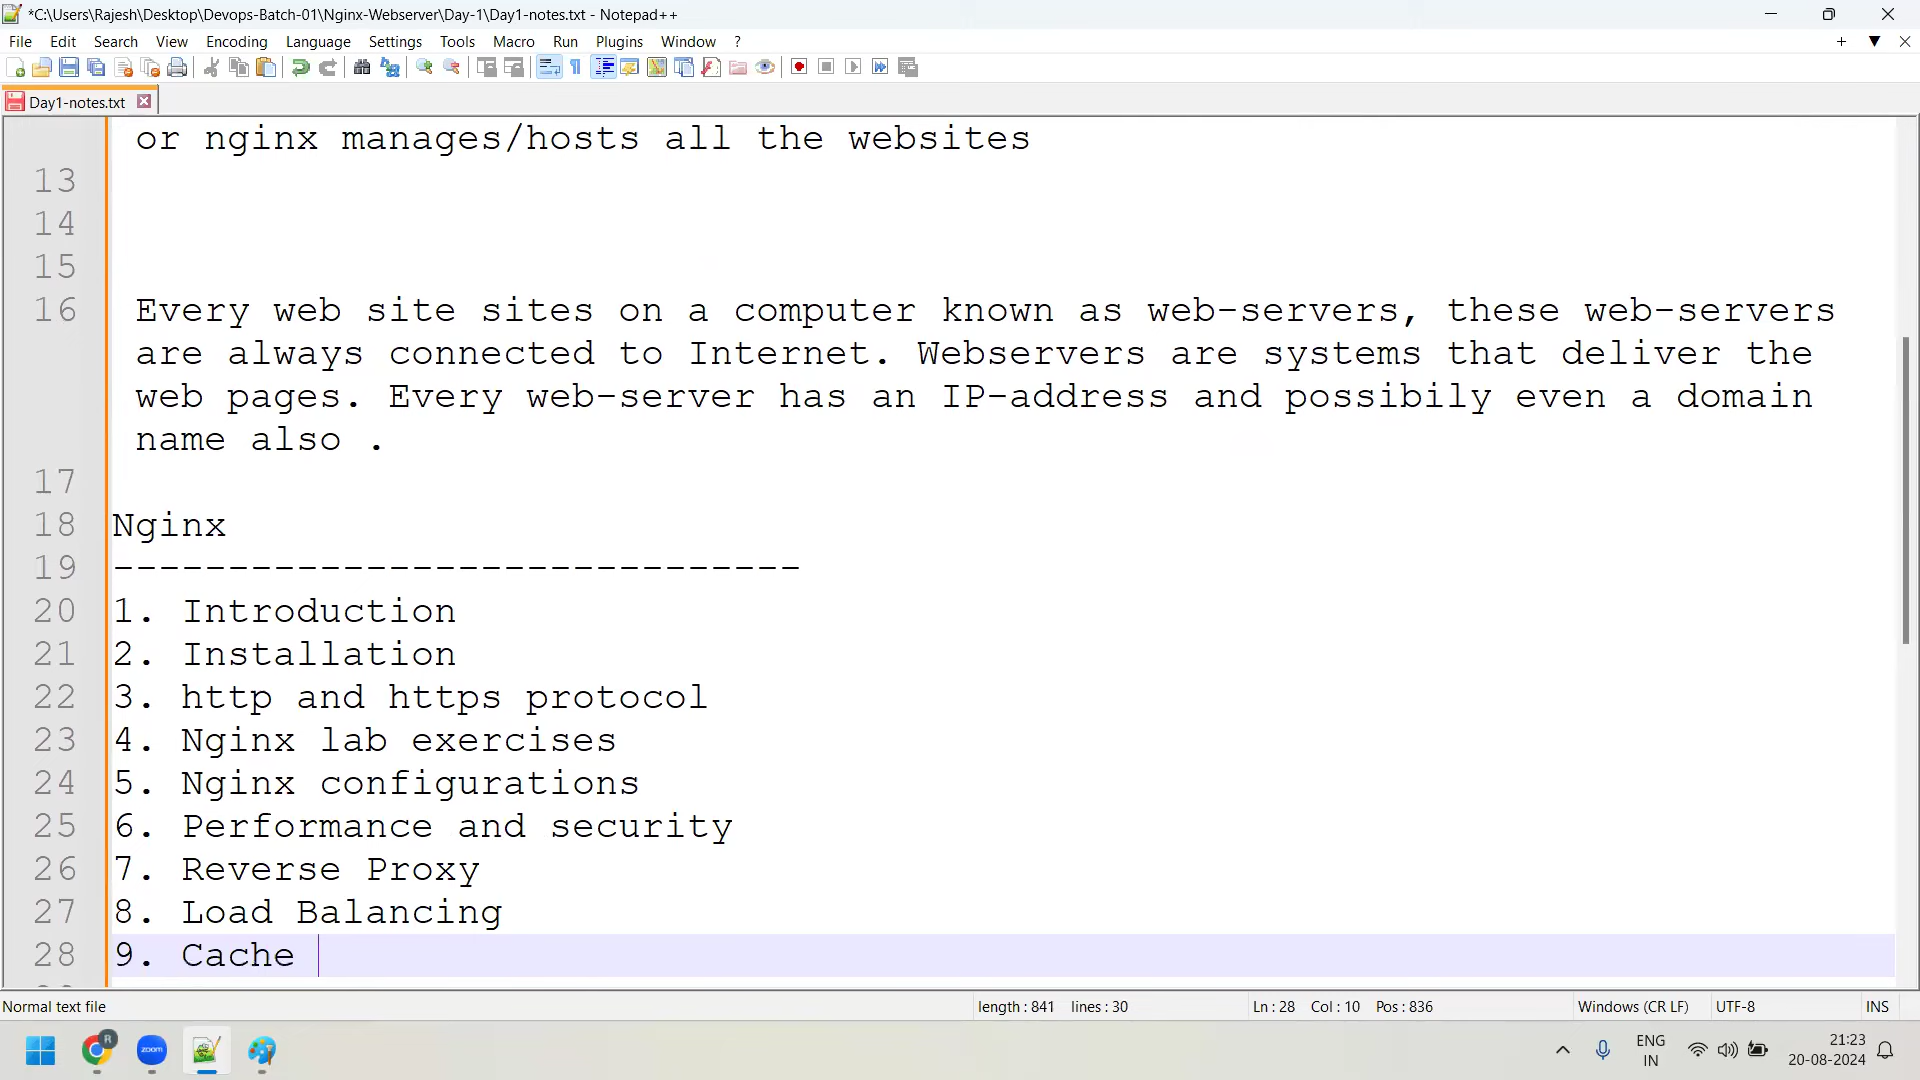 *C:\Users\Rajesh\Desktop\Devops-Batch-01\Nginx-Webserver\Day-1\Day1-notes.txt - Notepad++
File Edit Search View Encoding Language Settings Tools Macro Run Plugins Window ?
Day1-notes.txt
or nginx manages/hosts all the websites
13
14
15
16 Every web site sites on a computer known as web-servers, these web-servers
are always connected to Internet. Webservers are systems that deliver the
web pages. Every web-server has an IP-address and possibily even a domain
name also .
17
18 Nginx
19 ------------------------------
20 1. Introduction
21 2. Installation
22 3. http and https protocol
23 4. Nginx lab exercises
24 5. Nginx configurations
25 6. Performance and security
26 7. Reverse Proxy
27 8. Load Balancing
28 9. Cache
Normal text file length : 841 lines : 30 Ln : 28 Col : 10 Pos : 836 Windows (CR LF) UTF-8 INS
R
zoom
ENG
IN
21:23
20-08-2024